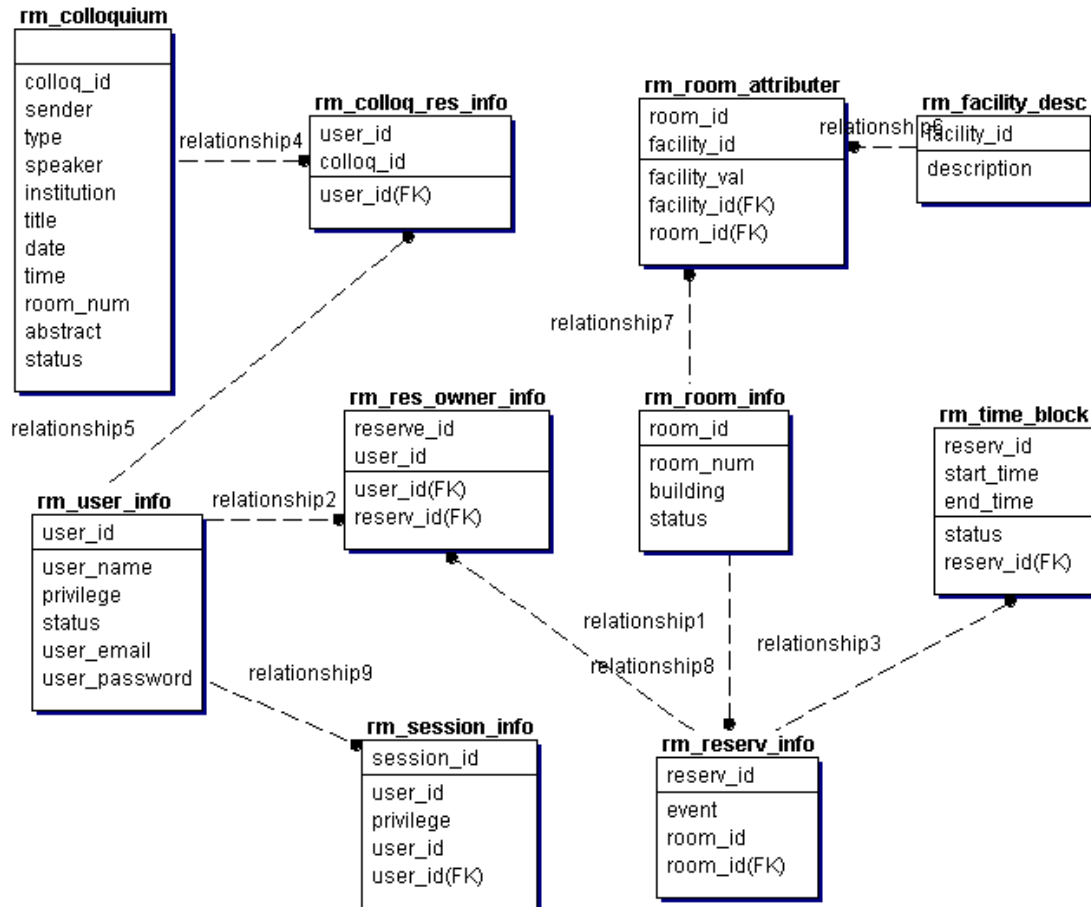 rm_colloquium
colloq_id
sender
type
speaker
institution
title
date
time
room_num
abstract
status
relationship4
rm_colloq_res_info
user_id
colloq_id
user_id(FK)
rm_room_attributer
room_id
facility_id
facility_val
facility_id(FK)
room_id(FK)
relationship6
rm_facility_desc
facility_id
description
relationship7
relationship5
rm_res_owner_info
reserve_id
user_id
user_id(FK)
reserv_id(FK)
rm_room_info
room_id
room_num
building
status
rm_time_block
reserv_id
start_time
end_time
status
reserv_id(FK)
rm_user_info
user_id
user_name
privilege
status
user_email
user_password
relationship2
relationship1
relationship8
relationship3
relationship9
rm_session_info
session_id
user_id
privilege
user_id
user_id(FK)
rm_reserv_info
reserv_id
event
room_id
room_id(FK)